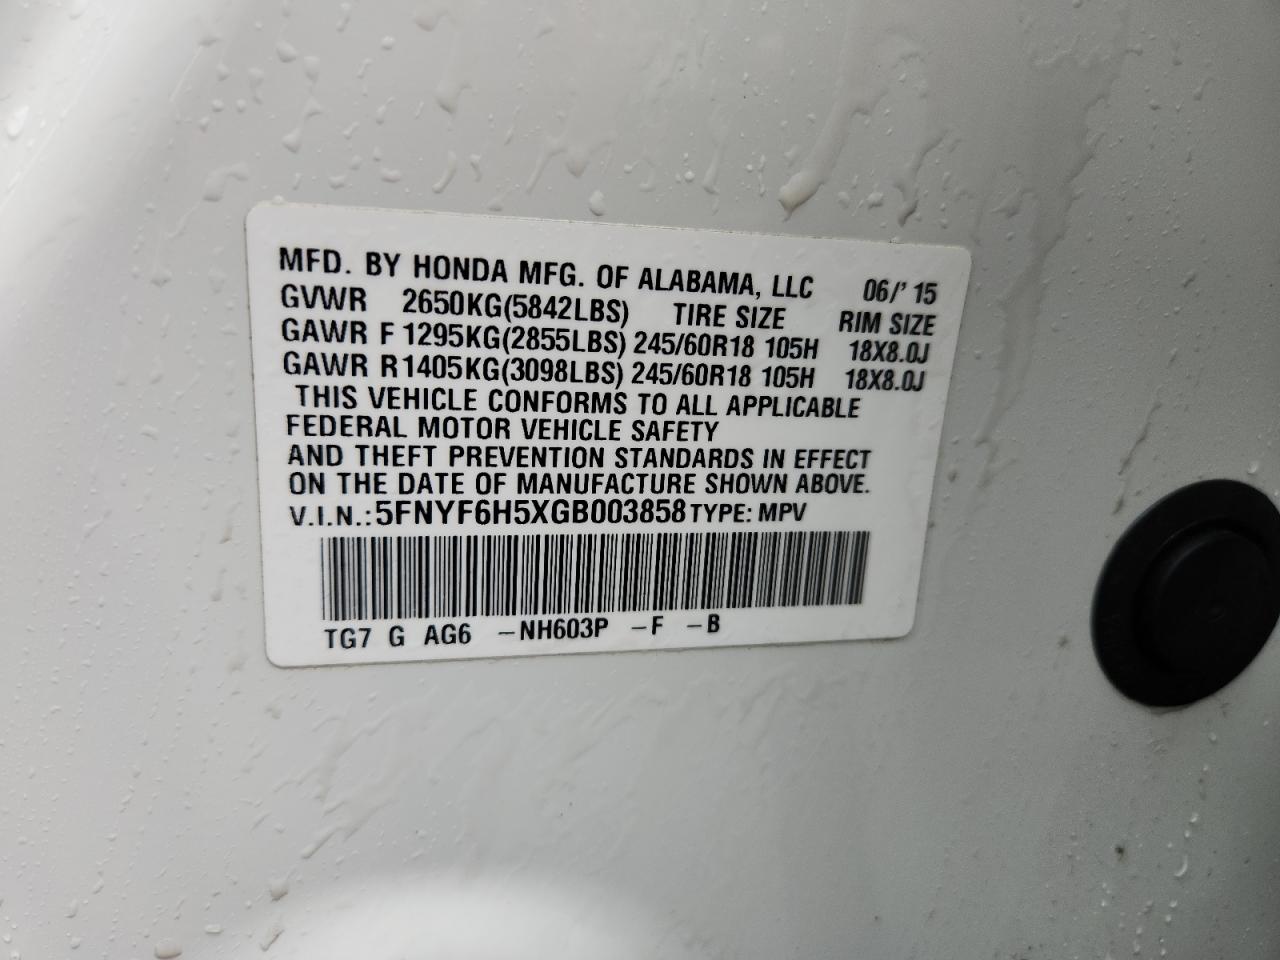 MFD. BY HONDA MFG. OF ALABAMA, LLC 06/' 15
GVWR 2650KG(5842LBS) TIRE SIZE RIM SIZE
GAWR F 1295KG(2855LBS) 245/60R18 105H 18X8.0J
GAWR R 1405KG(3098LBS) 245/60R18 105H 18X8.0J
THIS VEHICLE CONFORMS TO ALL APPLICABLE
FEDERAL MOTOR VEHICLE SAFETY
AND THEFT PREVENTION STANDARDS IN EFFECT
ON THE DATE OF MANUFACTURE SHOWN ABOVE.
V.I.N.: 5FNYF6H5XGB003858 TYPE: MPV
TG7 G AG6 –NH603P –F –B